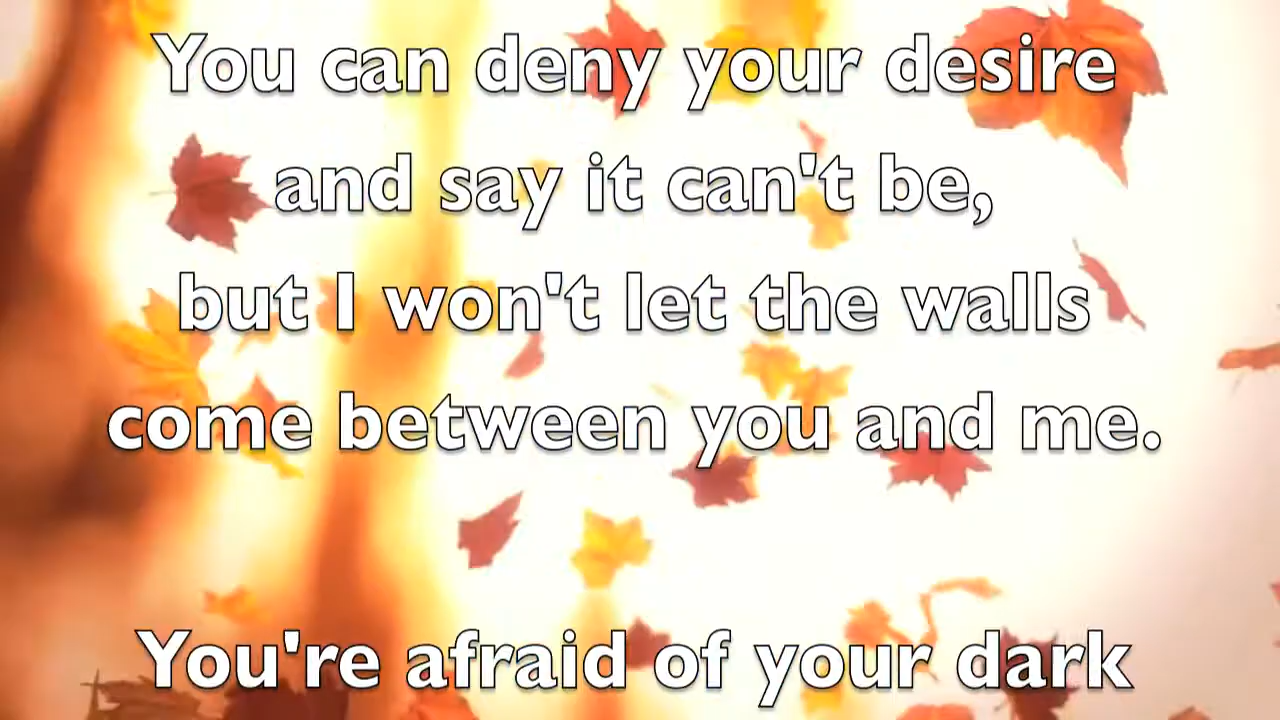 You can deny your desire
and say it can't be,
but I won't let the walls
come between you and me.
You're afraid of your dark